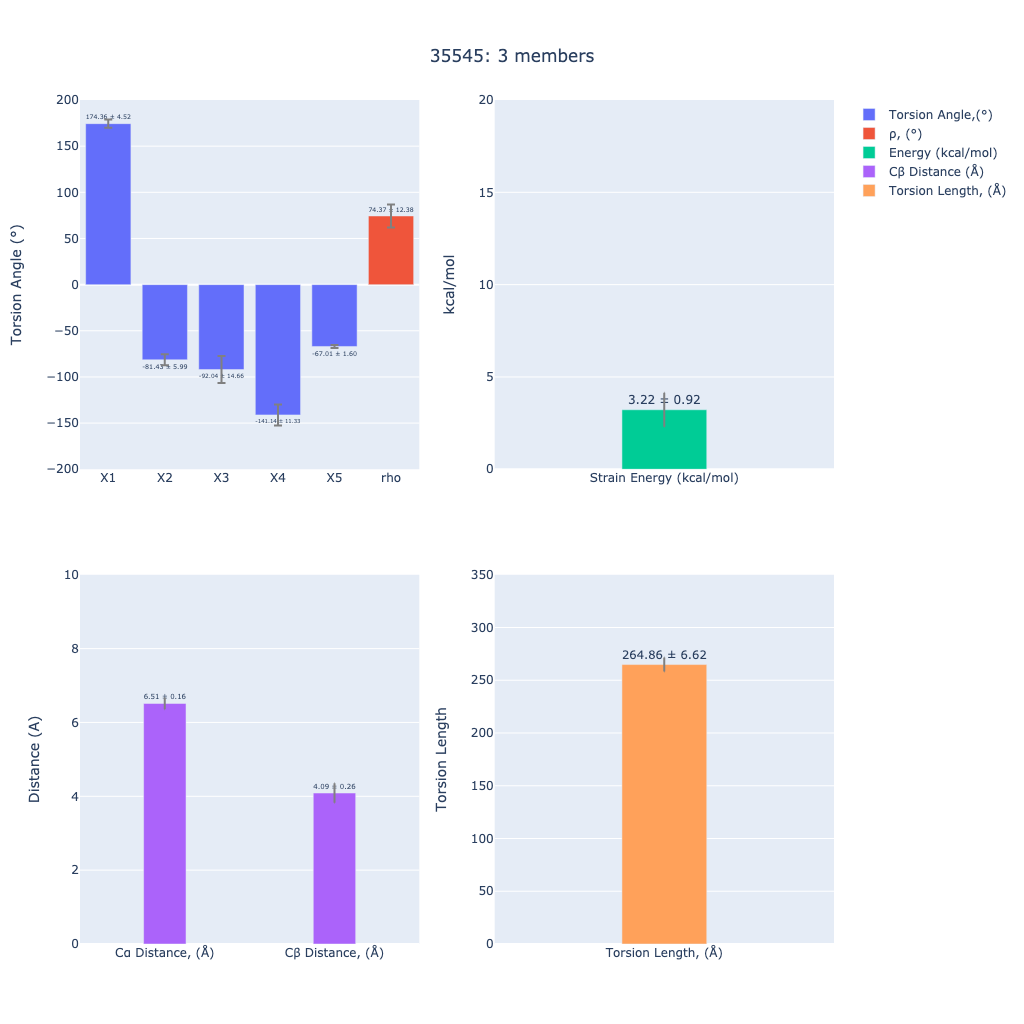 35545: 3 members
Torsion Angle (°)
200
150
100
50
0
−50
−100
−150
−200
174.36 ± 4.52
-81.43 ± 5.99
-92.04 ± 14.66
-141.14 ± 11.33
-67.01 ± 1.60
74.37 ± 12.38
X1 X2 X3 X4 X5 rho
kcal/mol
20
15
10
5
0
3.22 ± 0.92
Strain Energy (kcal/mol)
Torsion Angle,(°)
ρ, (°)
Energy (kcal/mol)
Cβ Distance (Å)
Torsion Length, (Å)
Distance (A)
10
8
6
4
2
0
6.51 ± 0.16
4.09 ± 0.26
Cα Distance, (Å) Cβ Distance, (Å)
Torsion Length
350
300
250
200
150
100
50
0
264.86 ± 6.62
Torsion Length, (Å)